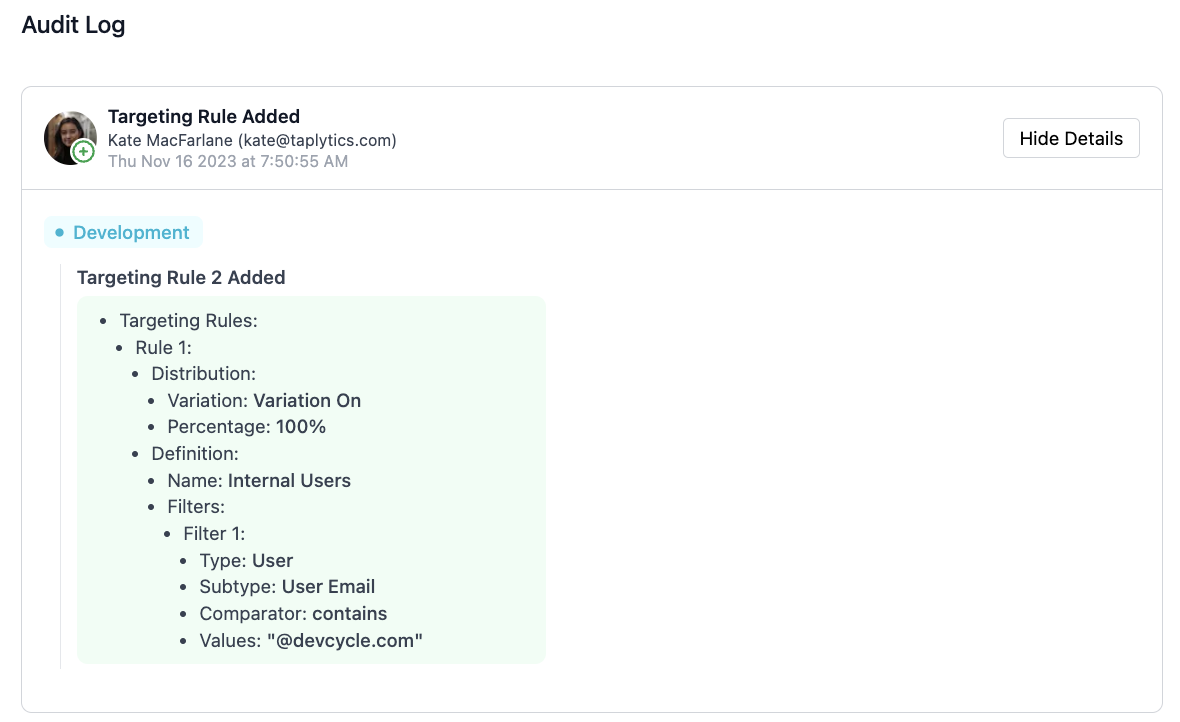 Audit Log
Targeting Rule Added
Kate MacFarlane (kate@taplytics.com)
Thu Nov 16 2023 at 7:50:55 AM
Hide Details
Development
Targeting Rule 2 Added
Targeting Rules:
Rule 1:
Distribution:
Variation: Variation On
Percentage: 100%
Definition:
Name: Internal Users
Filters:
Filter 1:
Type: User
Subtype: User Email
Comparator: contains
Values: "@devcycle.com"